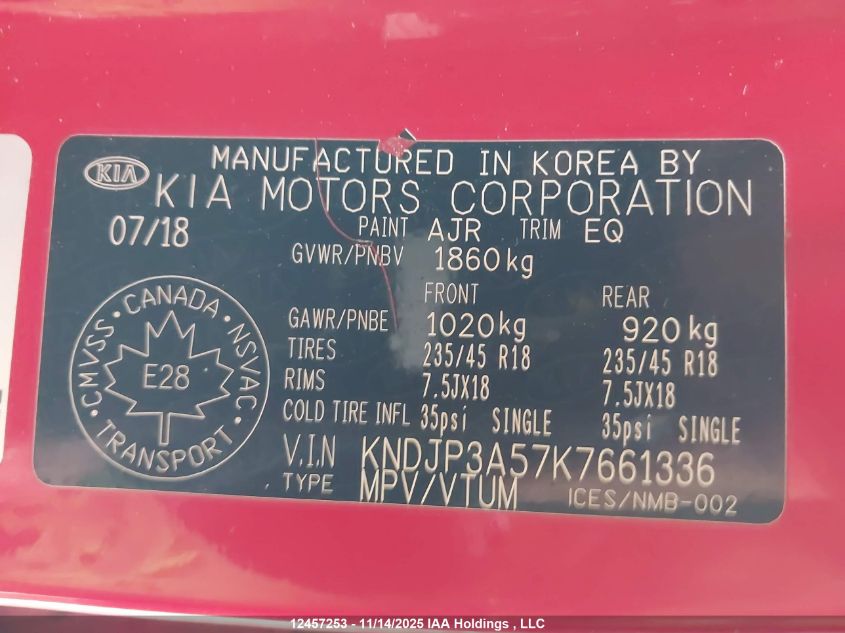 KIA MANUFACTURED IN KOREA BY
KIA MOTORS CORPORATION
07/18 PAINT AJR TRIM EQ
GVWR/PNBV 1860kg
FRONT REAR
GAWR/PNBE 1020kg 920kg
TIRES 235/45 R18 235/45 R18
RIMS 7.5JX18 7.5JX18
COLD TIRE INFL 35psi SINGLE 35psi SINGLE
V.I.N KNDJP3A57K7661336
TYPE MPV/VTUM ICES/NMB-002
CMVSS • CANADA • NSVAC • TRANSPORT •
E28
12457253 - 11/14/2025 IAA Holdings , LLC